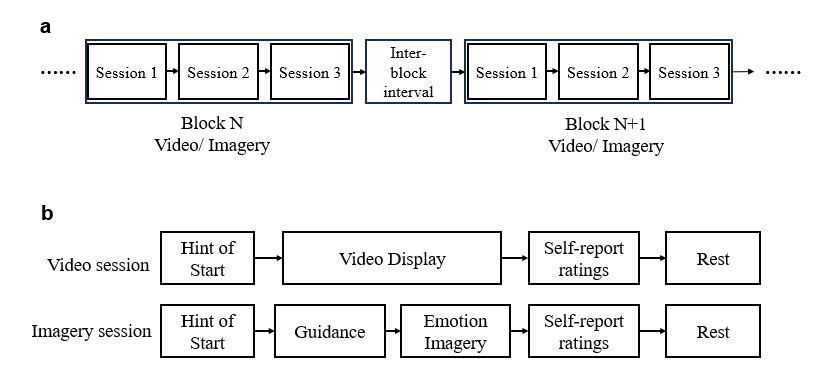 a
...... Session 1 Session 2 Session 3 Inter-
block
interval Session 1 Session 2 Session 3 ......
Block N
Video/ Imagery
Block N+1
Video/ Imagery
b
Video session
Hint of
Start
Video Display
Self-report
ratings
Rest
Imagery session
Hint of
Start
Guidance
Emotion
Imagery
Self-report
ratings
Rest